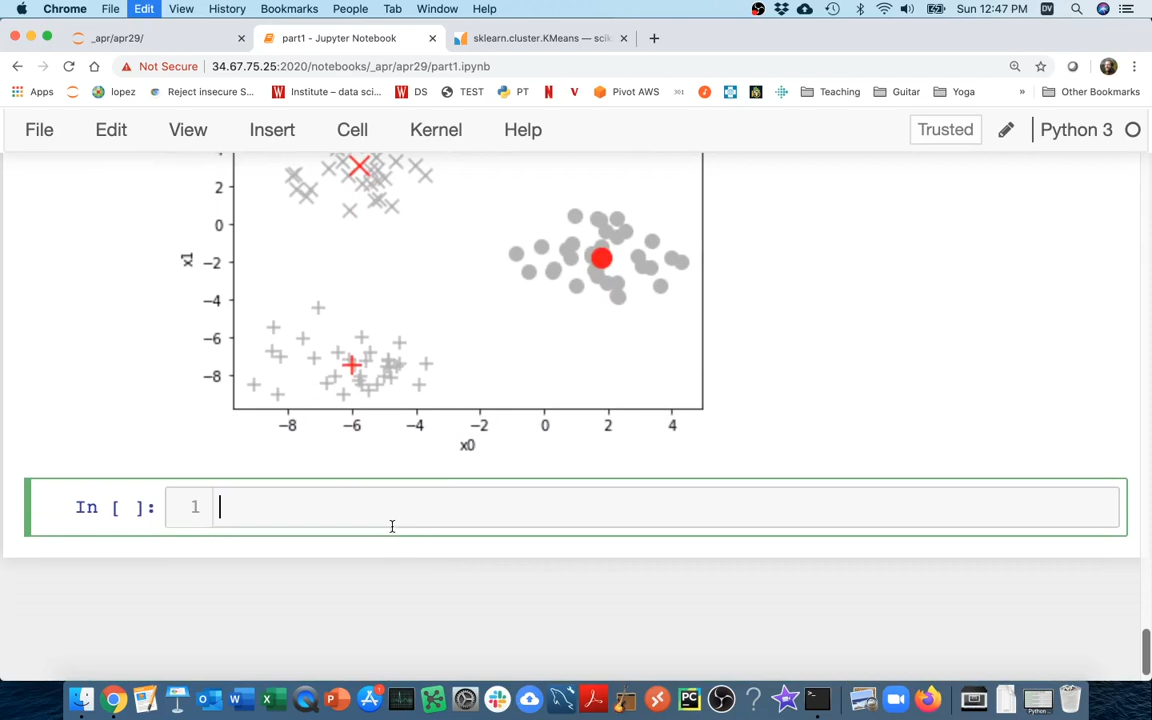 Chrome File Edit View History Bookmarks People Tab Window Help Sun 12:47 PM DV
_apr/apr29/ part1 - Jupyter Notebook sklearn.cluster.KMeans — scik
Not Secure 34.67.75.25:2020/notebooks/_apr/apr29/part1.ipynb
Apps lopez Reject insecure S... Institute – data sci... DS TEST PT Pivot AWS 301 Teaching Guitar Yoga » Other Bookmarks
File Edit View Insert Cell Kernel Help Trusted Python 3
2
0
x1
−2
−4
−6
−8
−8 −6 −4 −2 0 2 4
x0
In [ ]: 1